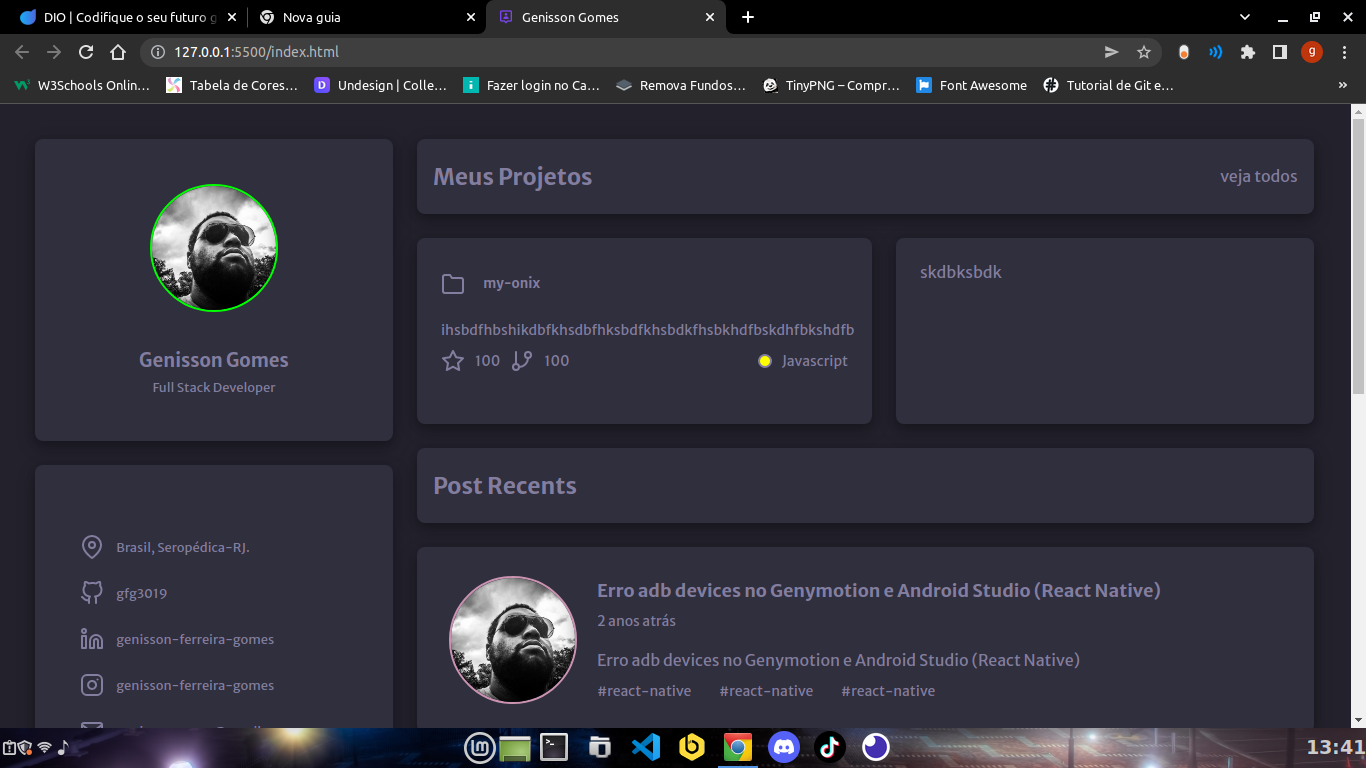 DIO | Codifique o seu futuro g
Nova guia
Genisson Gomes
127.0.0.1:5500/index.html
g
W3Schools Onlin…
Tabela de Cores…
D
Undesign | Colle…
Fazer login no Ca…
Remova Fundos…
TinyPNG – Compr…
Font Awesome
Tutorial de Git e…
»
Genisson Gomes
Full Stack Developer
Brasil, Seropédica-RJ.
gfg3019
genisson-ferreira-gomes
genisson-ferreira-gomes
Meus Projetos
veja todos
my-onix
ihsbdfhbshikdbfkhsdbfhksbdfkhsbdkfhsbkhdfbskdhfbkshdfb
100
100
Javascript
skdbksbdk
Post Recents
Erro adb devices no Genymotion e Android Studio (React Native)
2 anos atrás
Erro adb devices no Genymotion e Android Studio (React Native)
#react-native #react-native #react-native
13:41